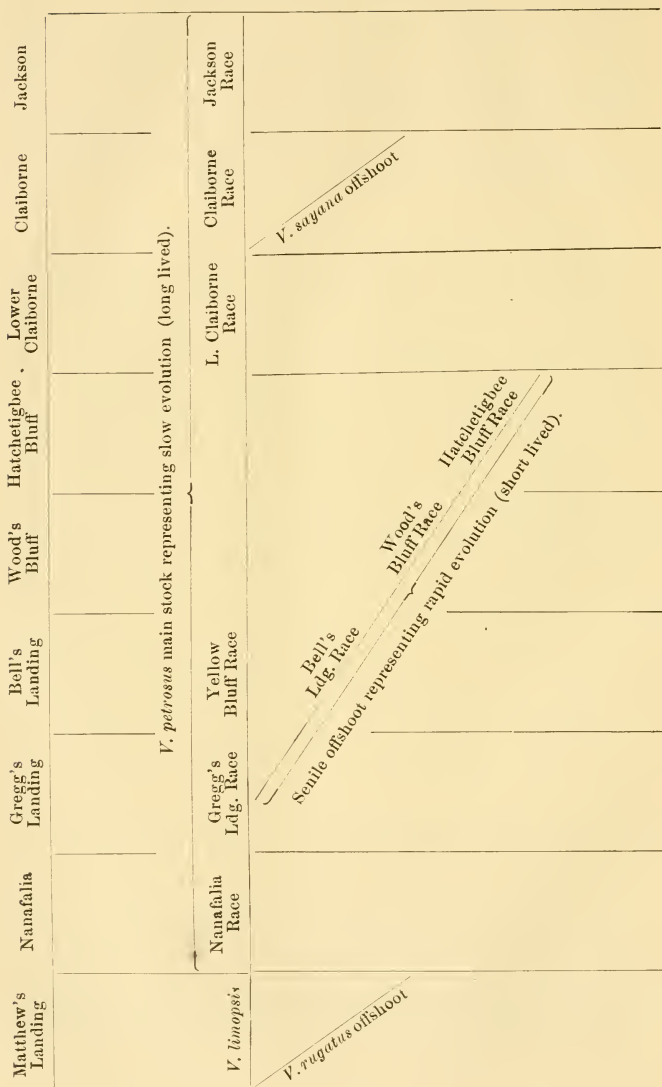 Jackson
Claiborne
Lower
Claiborne
Hatchetigbee
Bluff
Wood's
Bluff
Bell's
Landing
Gregg's
Landing
Nanafalia
Matthew's
Landing
V. petrosus main stock representing slow evolution (long lived).
Jackson
Race
Claiborne
Race
L. Claiborne
Race
Yellow
Bluff Race
Gregg's
Ldg. Race
Nanafalia
Race
V. limopsis
V. sayana offshoot
Hatchetigbee
Bluff Race
Wood's
Bluff Race
Bell's
Ldg. Race
Senile offshoot representing rapid evolution (short lived).
V. rugatus offshoot